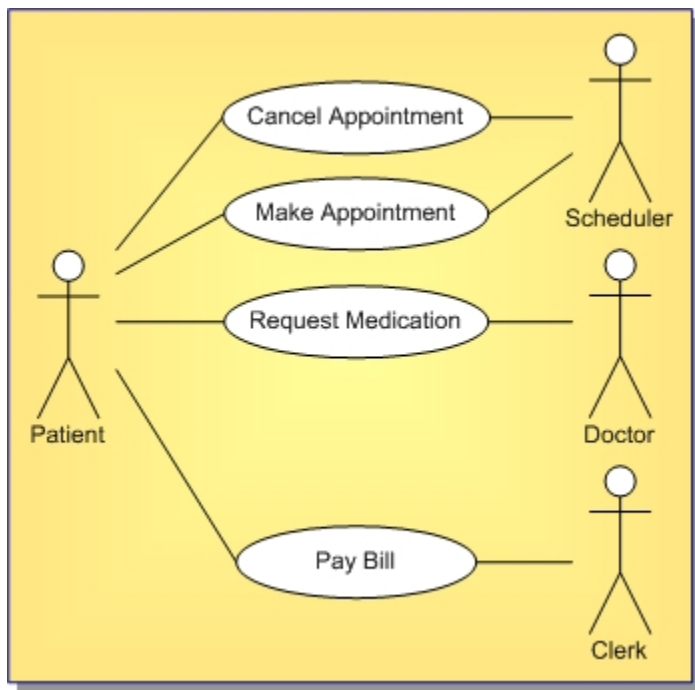 Cancel Appointment
Make Appointment
Scheduler
Request Medication
Patient
Doctor
Pay Bill
Clerk